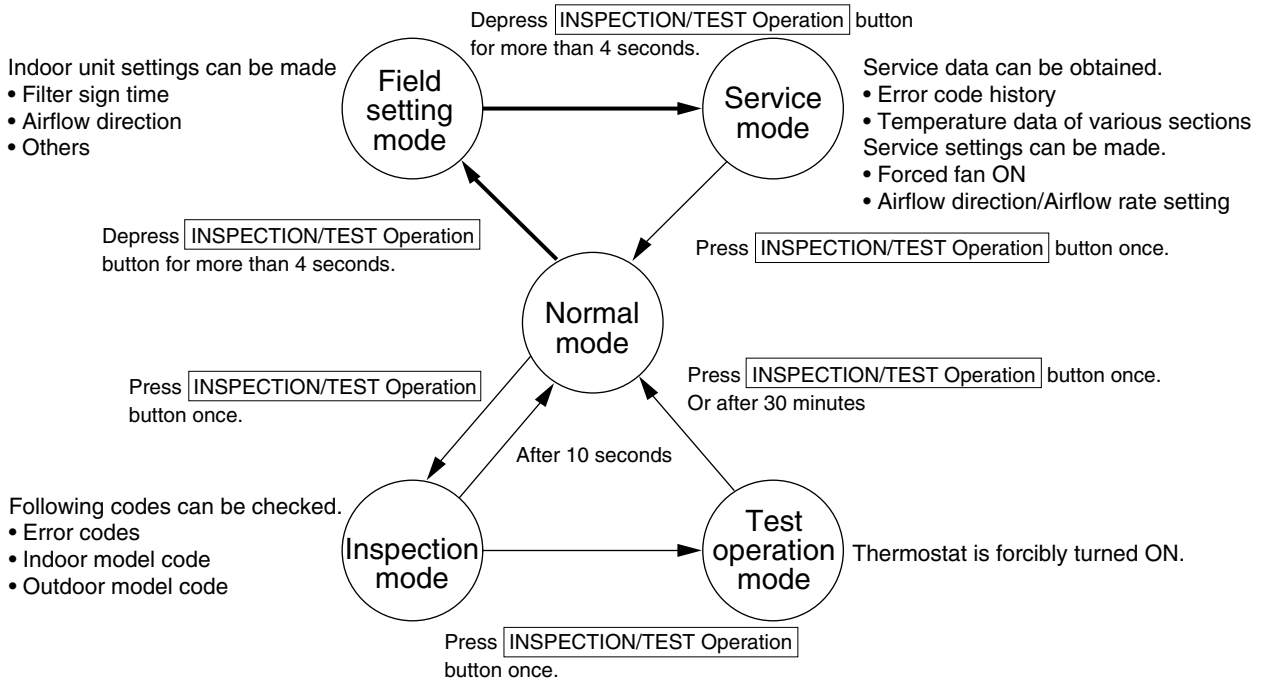 Depress INSPECTION/TEST Operation button
for more than 4 seconds.
Indoor unit settings can be made
• Filter sign time
• Airflow direction
• Others
Field
setting
mode
Service
mode
Service data can be obtained.
• Error code history
• Temperature data of various sections
Service settings can be made.
• Forced fan ON
• Airflow direction/Airflow rate setting
Depress INSPECTION/TEST Operation
button for more than 4 seconds.
Press INSPECTION/TEST Operation button once.
Normal
mode
Press INSPECTION/TEST Operation
button once.
Press INSPECTION/TEST Operation button once.
Or after 30 minutes
After 10 seconds
Following codes can be checked.
• Error codes
• Indoor model code
• Outdoor model code
Inspection
mode
Test
operation
mode
Thermostat is forcibly turned ON.
Press INSPECTION/TEST Operation
button once.